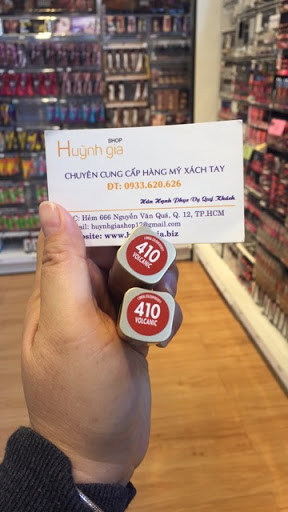 SHOP
Huỳnh gia
CHUYÊN CUNG CẤP HÀNG MỸ XÁCH TAY
ĐT: 0933.620.626
Hân Hạnh Phục Vụ Quý Khách
C: Hẻm 666 Nguyễn Văn Quá, Q. 12, TP.HCM
410
VOLCANIC
410
VOLCANIC